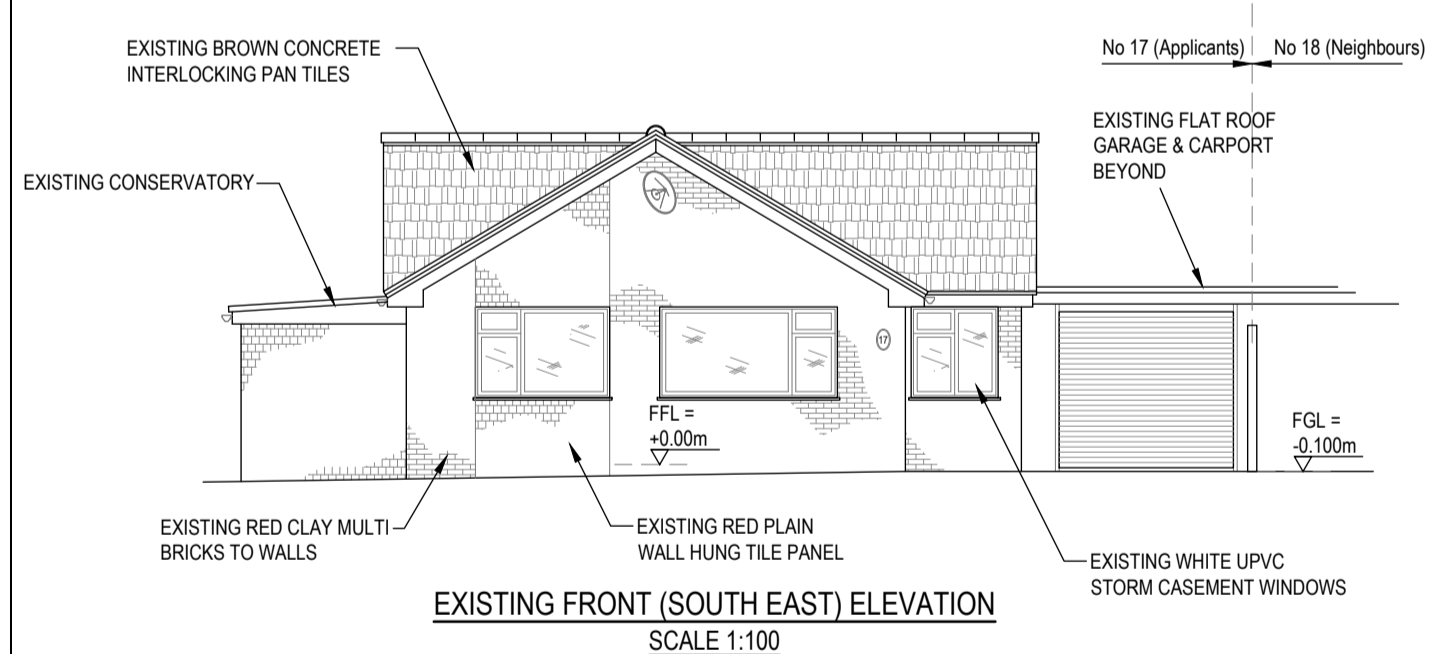 EXISTING BROWN CONCRETE
INTERLOCKING PAN TILES
No 17 (Applicants)
No 18 (Neighbours)
EXISTING FLAT ROOF
GARAGE & CARPORT
BEYOND
EXISTING CONSERVATORY
17
FFL =
+0.00m
FGL =
-0.100m
EXISTING RED CLAY MULTI
BRICKS TO WALLS
EXISTING RED PLAIN
WALL HUNG TILE PANEL
EXISTING WHITE UPVC
STORM CASEMENT WINDOWS
EXISTING FRONT (SOUTH EAST) ELEVATION
SCALE 1:100